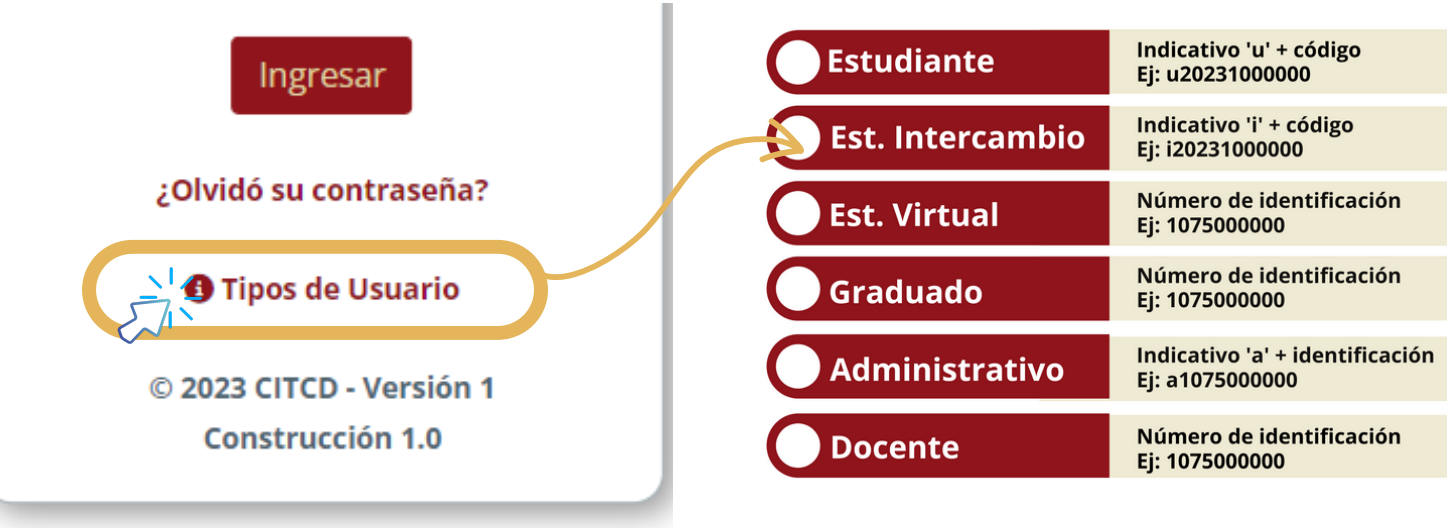 Ingresar
¿Olvidó su contraseña?
Tipos de Usuario
© 2023 CITCD - Versión 1
Construcción 1.0
Estudiante
Indicativo 'u' + código
Ej: u20231000000
Est. Intercambio
Indicativo 'i' + código
Ej: i20231000000
Est. Virtual
Número de identificación
Ej: 1075000000
Graduado
Número de identificación
Ej: 1075000000
Administrativo
Indicativo 'a' + identificación
Ej: a1075000000
Docente
Número de identificación
Ej: 1075000000